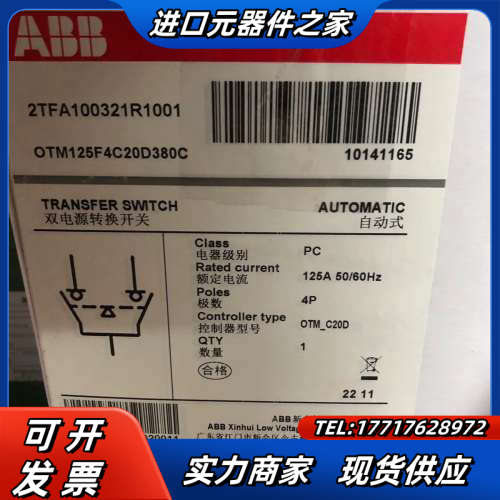 ABB
进口元器件之家
2TFA100321R1001
OTM125F4C20D380C
10141165
TRANSFER SWITCH
双电源转换开关
AUTOMATIC
自动式
Class
电器级别
PC
Rated current
额定电流
125A 50/60Hz
Poles
极数
4P
Controller type
控制器型号
OTM_C20D
QTY
数量
1
合格
22 11
ABB
ABB Xinhui Low Voltag
可开
发票
TEL:17717628972
实力商家 现货供应